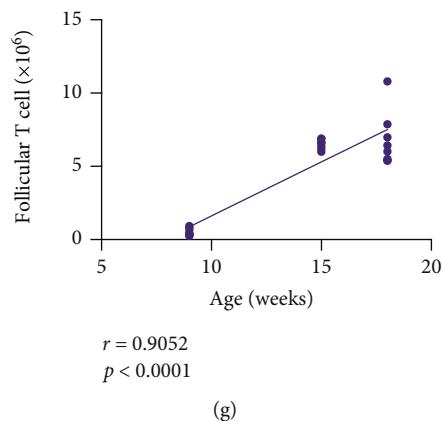 15
10
5
0
Follicular T cell (×10⁶)
5
10
15
20
Age (weeks)
r = 0.9052
p < 0.0001
(g)